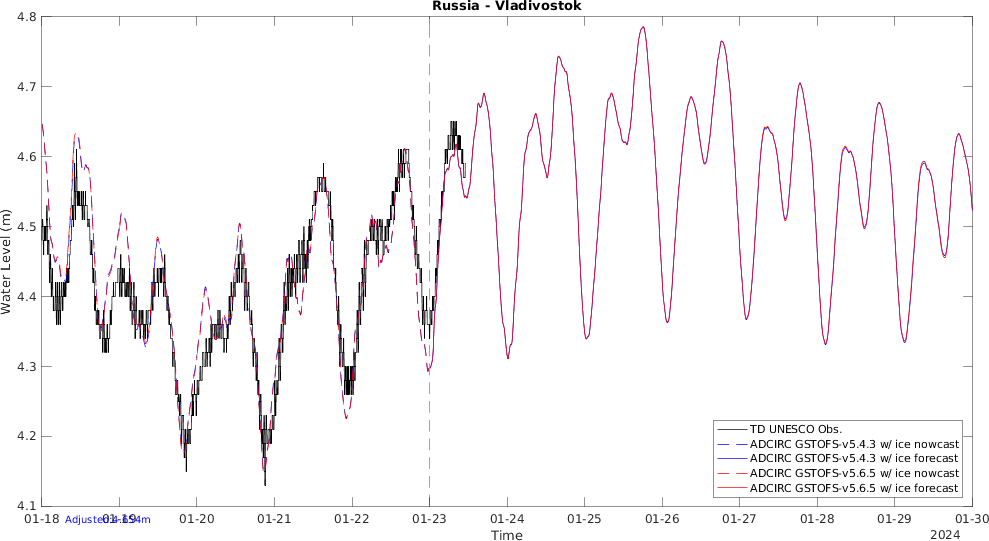 Russia - Vladivostok
4.8
4.7
4.6
4.5
4.4
4.3
4.2
4.1
Water Level (m)
TD UNESCO Obs.
ADCIRC GSTOFS-v5.4.3 w/ ice nowcast
ADCIRC GSTOFS-v5.4.3 w/ ice forecast
ADCIRC GSTOFS-v5.6.5 w/ ice nowcast
ADCIRC GSTOFS-v5.6.5 w/ ice forecast
01-18 01-19 01-20 01-21 01-22 01-23 01-24 01-25 01-26 01-27 01-28 01-29 01-30
Adjusted
Time
2024